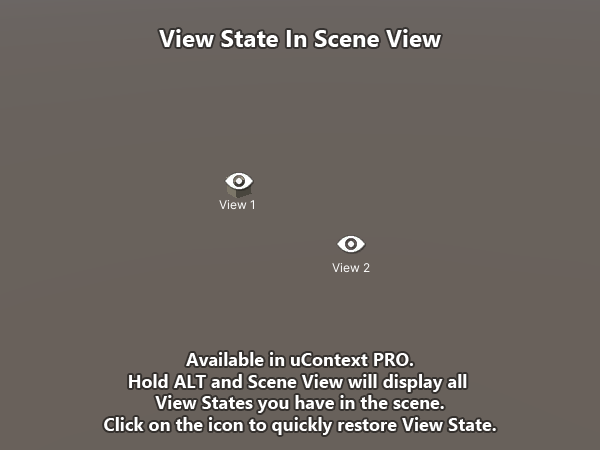 View State In Scene View
View 1
View 2
Available in uContext PRO.
Hold ALT and Scene View will display all
View States you have in the scene.
Click on the icon to quickly restore View State.